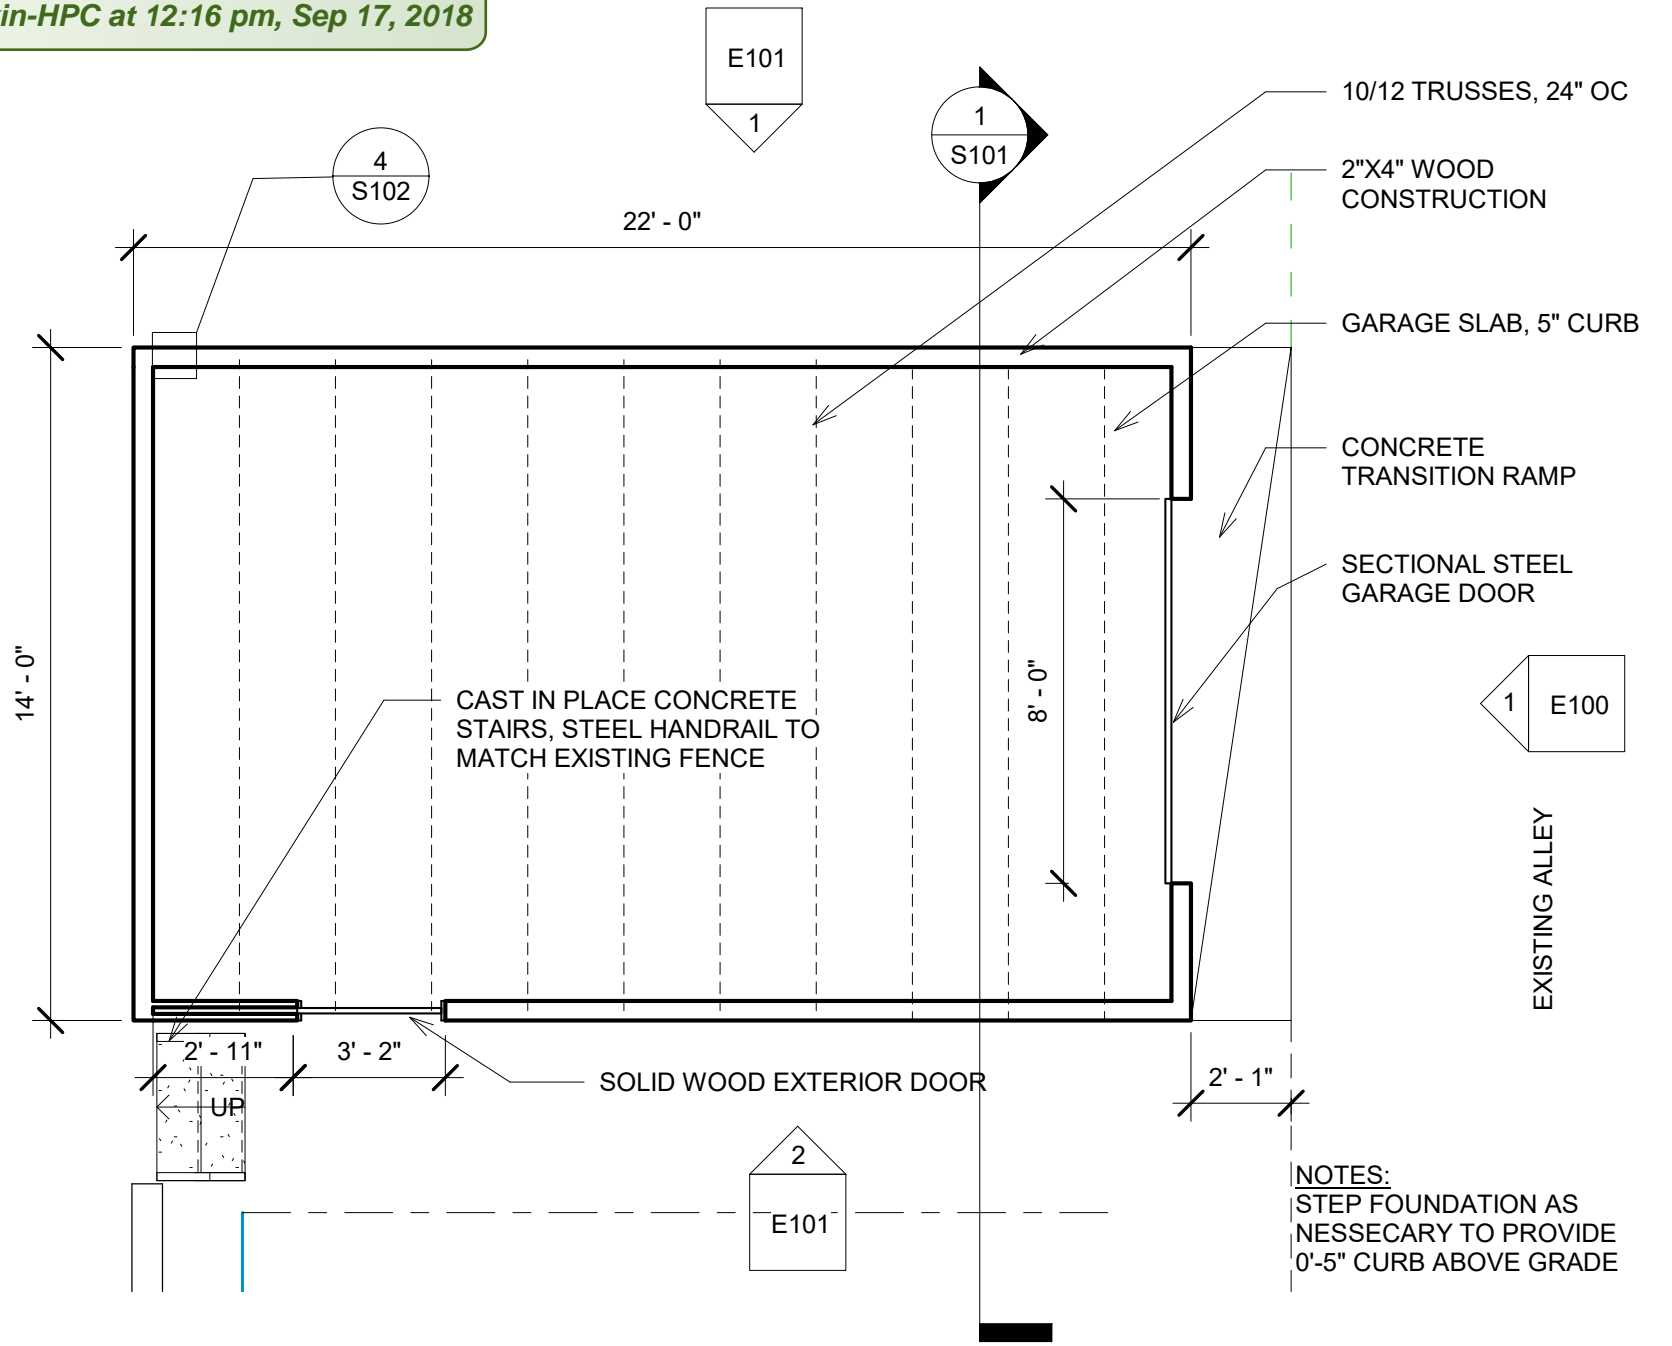 in-HPC at 12:16 pm, Sep 17, 2018
E101
1
1
S101
4
S102
10/12 TRUSSES, 24" OC
2"X4" WOOD
CONSTRUCTION
22' - 0"
GARAGE SLAB, 5" CURB
CONCRETE
TRANSITION RAMP
SECTIONAL STEEL
GARAGE DOOR
14' - 0"
8' - 0"
CAST IN PLACE CONCRETE
STAIRS, STEEL HANDRAIL TO
MATCH EXISTING FENCE
1
E100
EXISTING ALLEY
2' - 11"
3' - 2"
SOLID WOOD EXTERIOR DOOR
2' - 1"
UP
2
E101
NOTES:
STEP FOUNDATION AS
NESSECARY TO PROVIDE
0'-5" CURB ABOVE GRADE